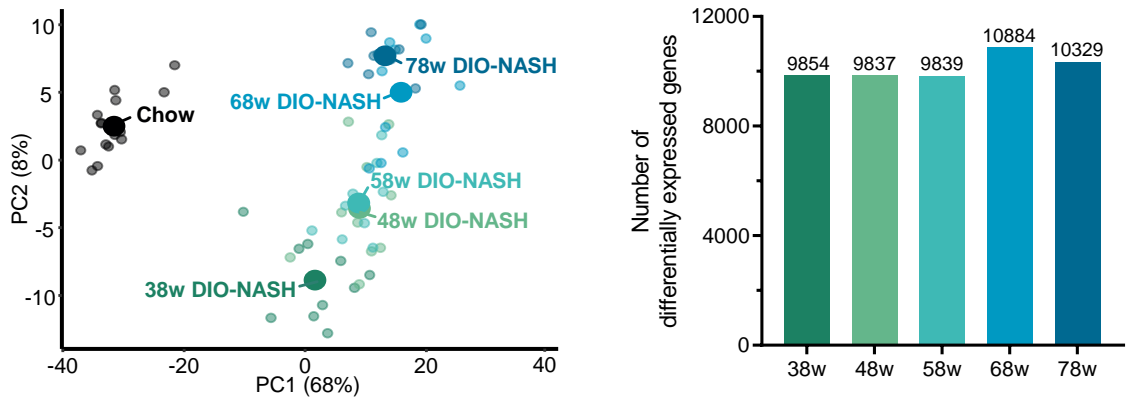 10
5
0
-5
-10
PC2 (8%)
-40
-20
0
20
40
PC1 (68%)
78w DIO-NASH
68w DIO-NASH
Chow
58w DIO-NASH
48w DIO-NASH
38w DIO-NASH
Number of
differentially expressed genes
12000
8000
4000
0
9854
9837
9839
10884
10329
38w
48w
58w
68w
78w